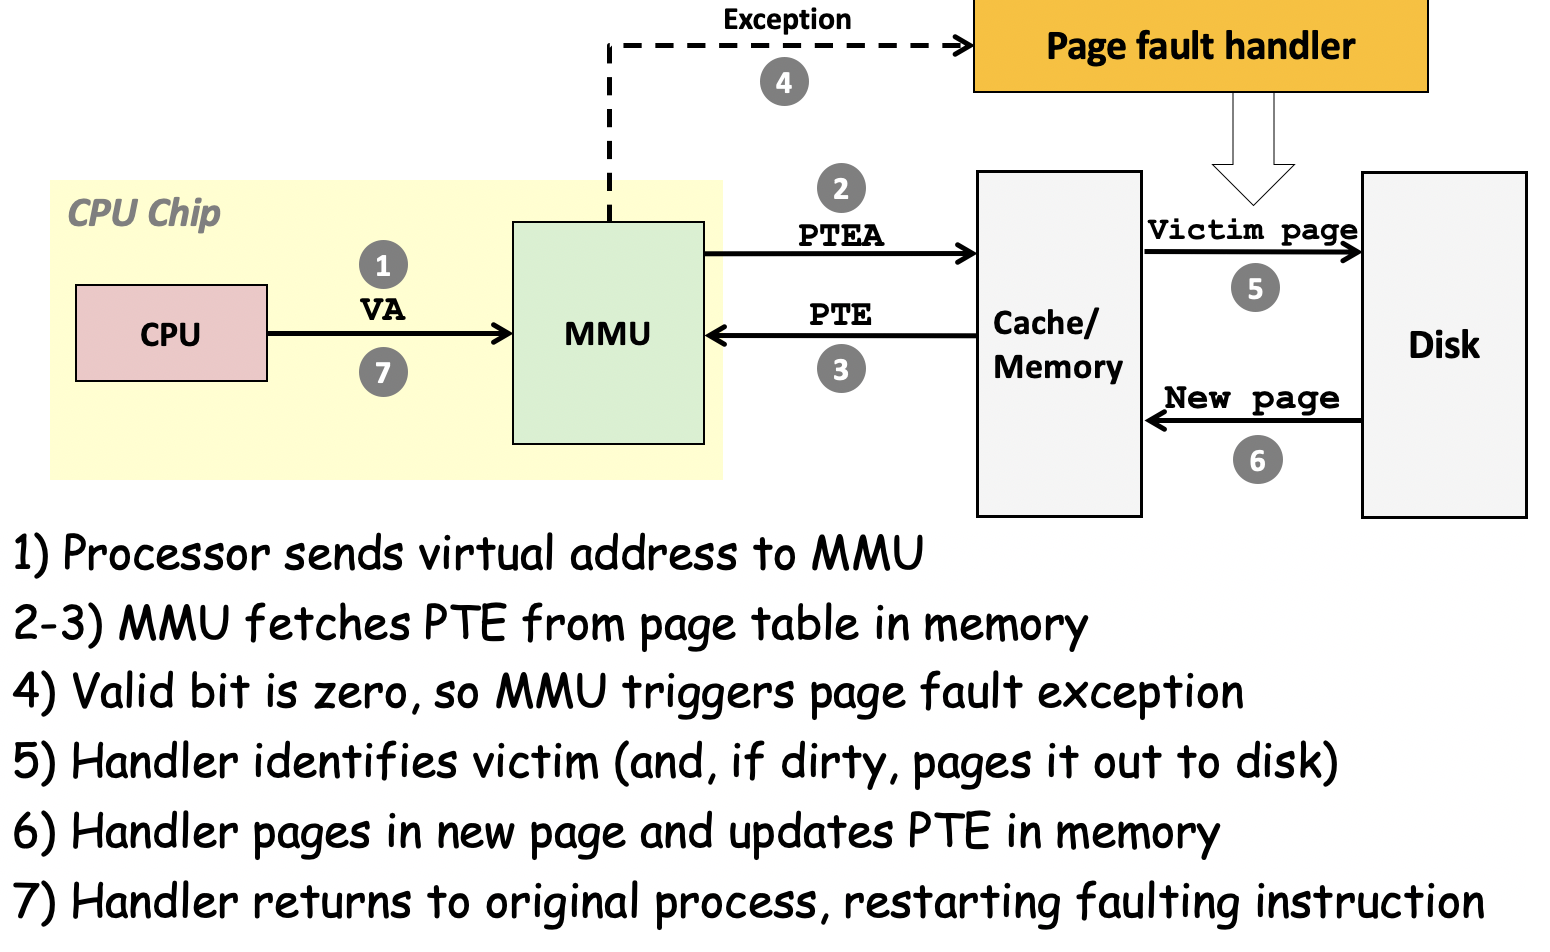 Exception
Page fault handler
4
CPU Chip
2
PTEA
Victim page
1
VA
5
CPU
MMU
PTE
Cache/
Memory
Disk
7
3
New page
6
1) Processor sends virtual address to MMU
2-3) MMU fetches PTE from page table in memory
4) Valid bit is zero, so MMU triggers page fault exception
5) Handler identifies victim (and, if dirty, pages it out to disk)
6) Handler pages in new page and updates PTE in memory
7) Handler returns to original process, restarting faulting instruction